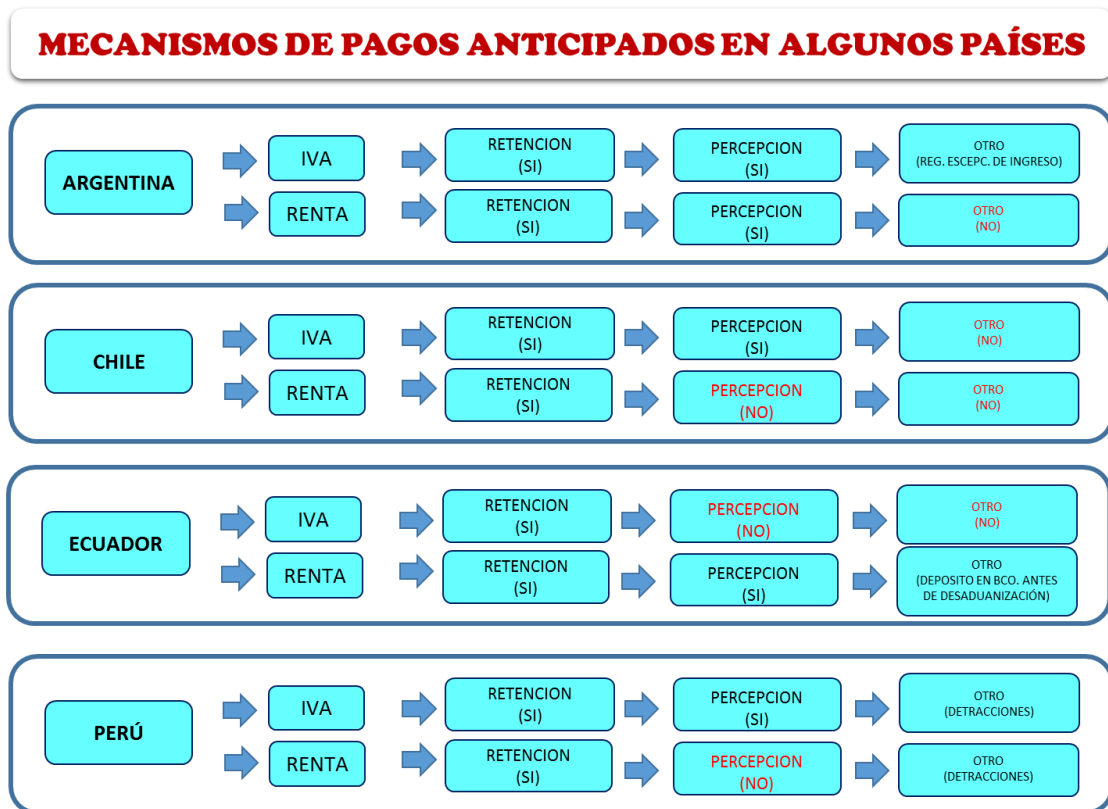 MECANISMOS DE PAGOS ANTICIPADOS EN ALGUNOS PAÍSES
ARGENTINA
IVA
RETENCION
(SI)
PERCEPCION
(SI)
OTRO
(REG. ESCEPC. DE INGRESO)
RENTA
RETENCION
(SI)
PERCEPCION
(SI)
OTRO
(NO)
CHILE
IVA
RETENCION
(SI)
PERCEPCION
(SI)
OTRO
(NO)
RENTA
RETENCION
(SI)
PERCEPCION
(NO)
OTRO
(NO)
ECUADOR
IVA
RETENCION
(SI)
PERCEPCION
(NO)
OTRO
(NO)
RENTA
RETENCION
(SI)
PERCEPCION
(SI)
OTRO
(DEPOSITO EN BCO. ANTES
DE DESADUANIZACIÓN)
PERÚ
IVA
RETENCION
(SI)
PERCEPCION
(SI)
OTRO
(DETRACCIONES)
RENTA
RETENCION
(SI)
PERCEPCION
(NO)
OTRO
(DETRACCIONES)